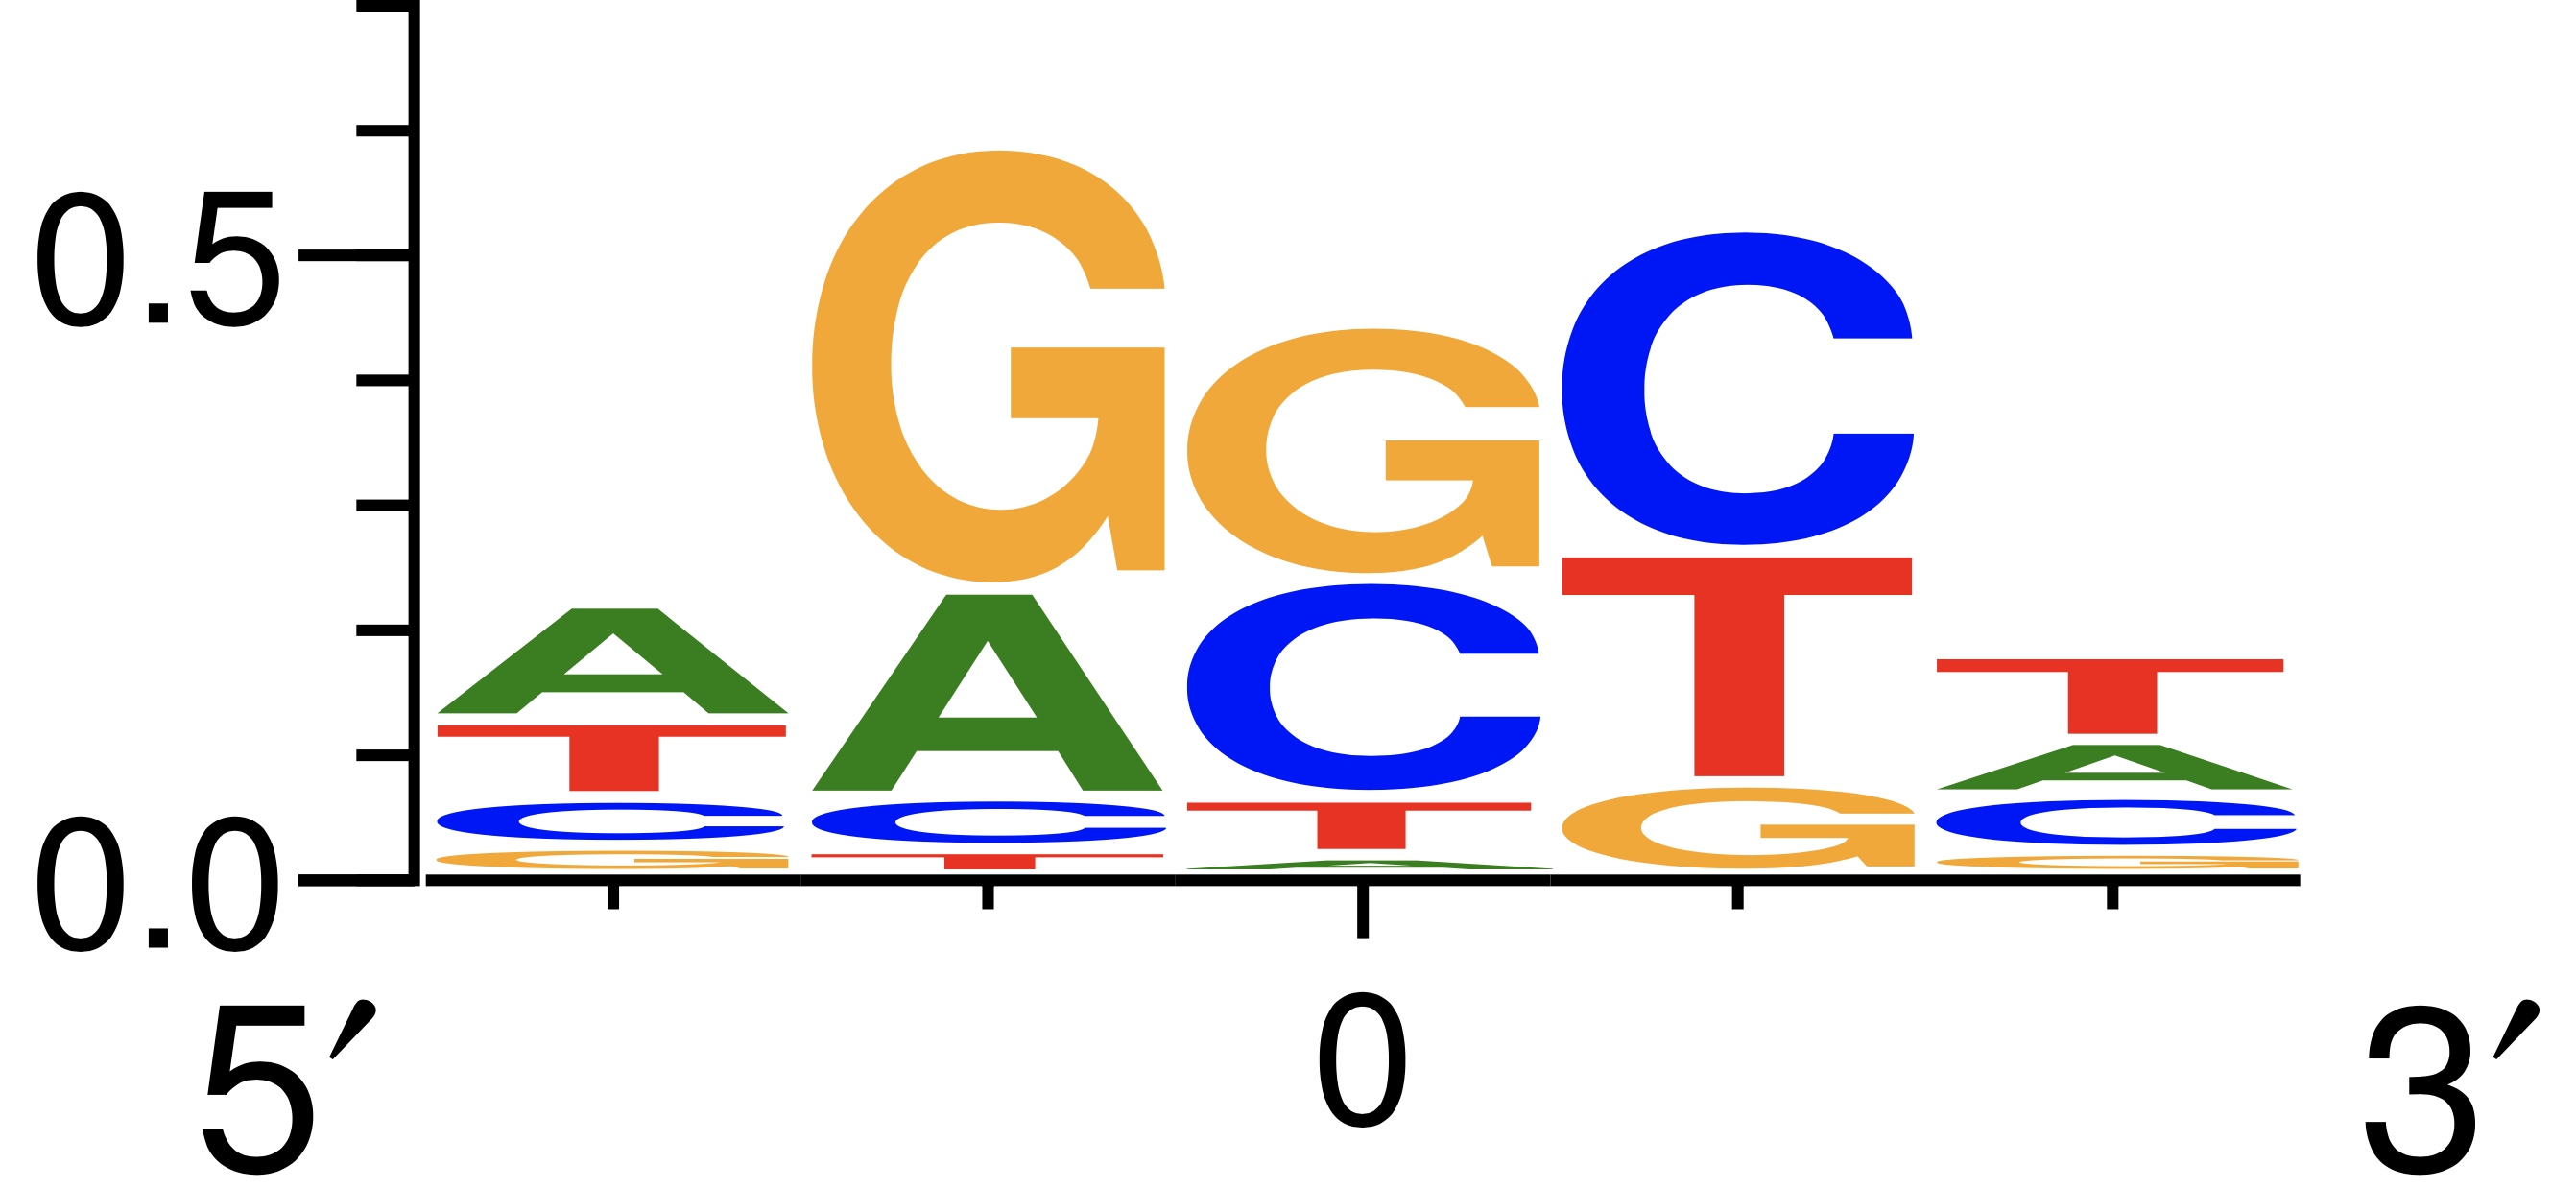 0.5
G
G C
A A C T T
T C T G A
C T A C
G G
0.0
0
5′ 3′